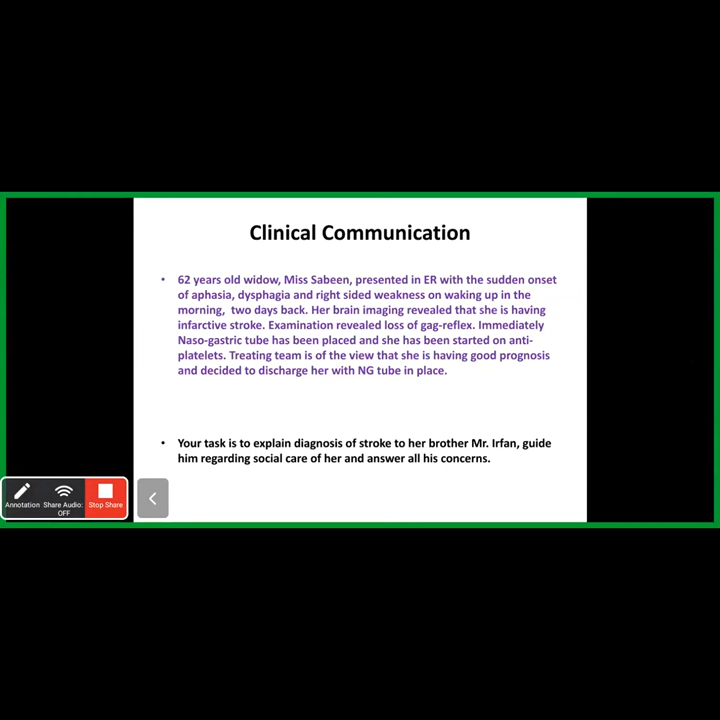 Clinical Communication
• 62 years old widow, Miss Sabeen, presented in ER with the sudden onset
of aphasia, dysphagia and right sided weakness on waking up in the
morning, two days back. Her brain imaging revealed that she is having
infarctive stroke. Examination revealed loss of gag-reflex. Immediately
Naso-gastric tube has been placed and she has been started on anti-
platelets. Treating team is of the view that she is having good prognosis
and decided to discharge her with NG tube in place.
• Your task is to explain diagnosis of stroke to her brother Mr. Irfan, guide
him regarding social care of her and answer all his concerns.
Annotation
Share Audio:
OFF
Stop Share